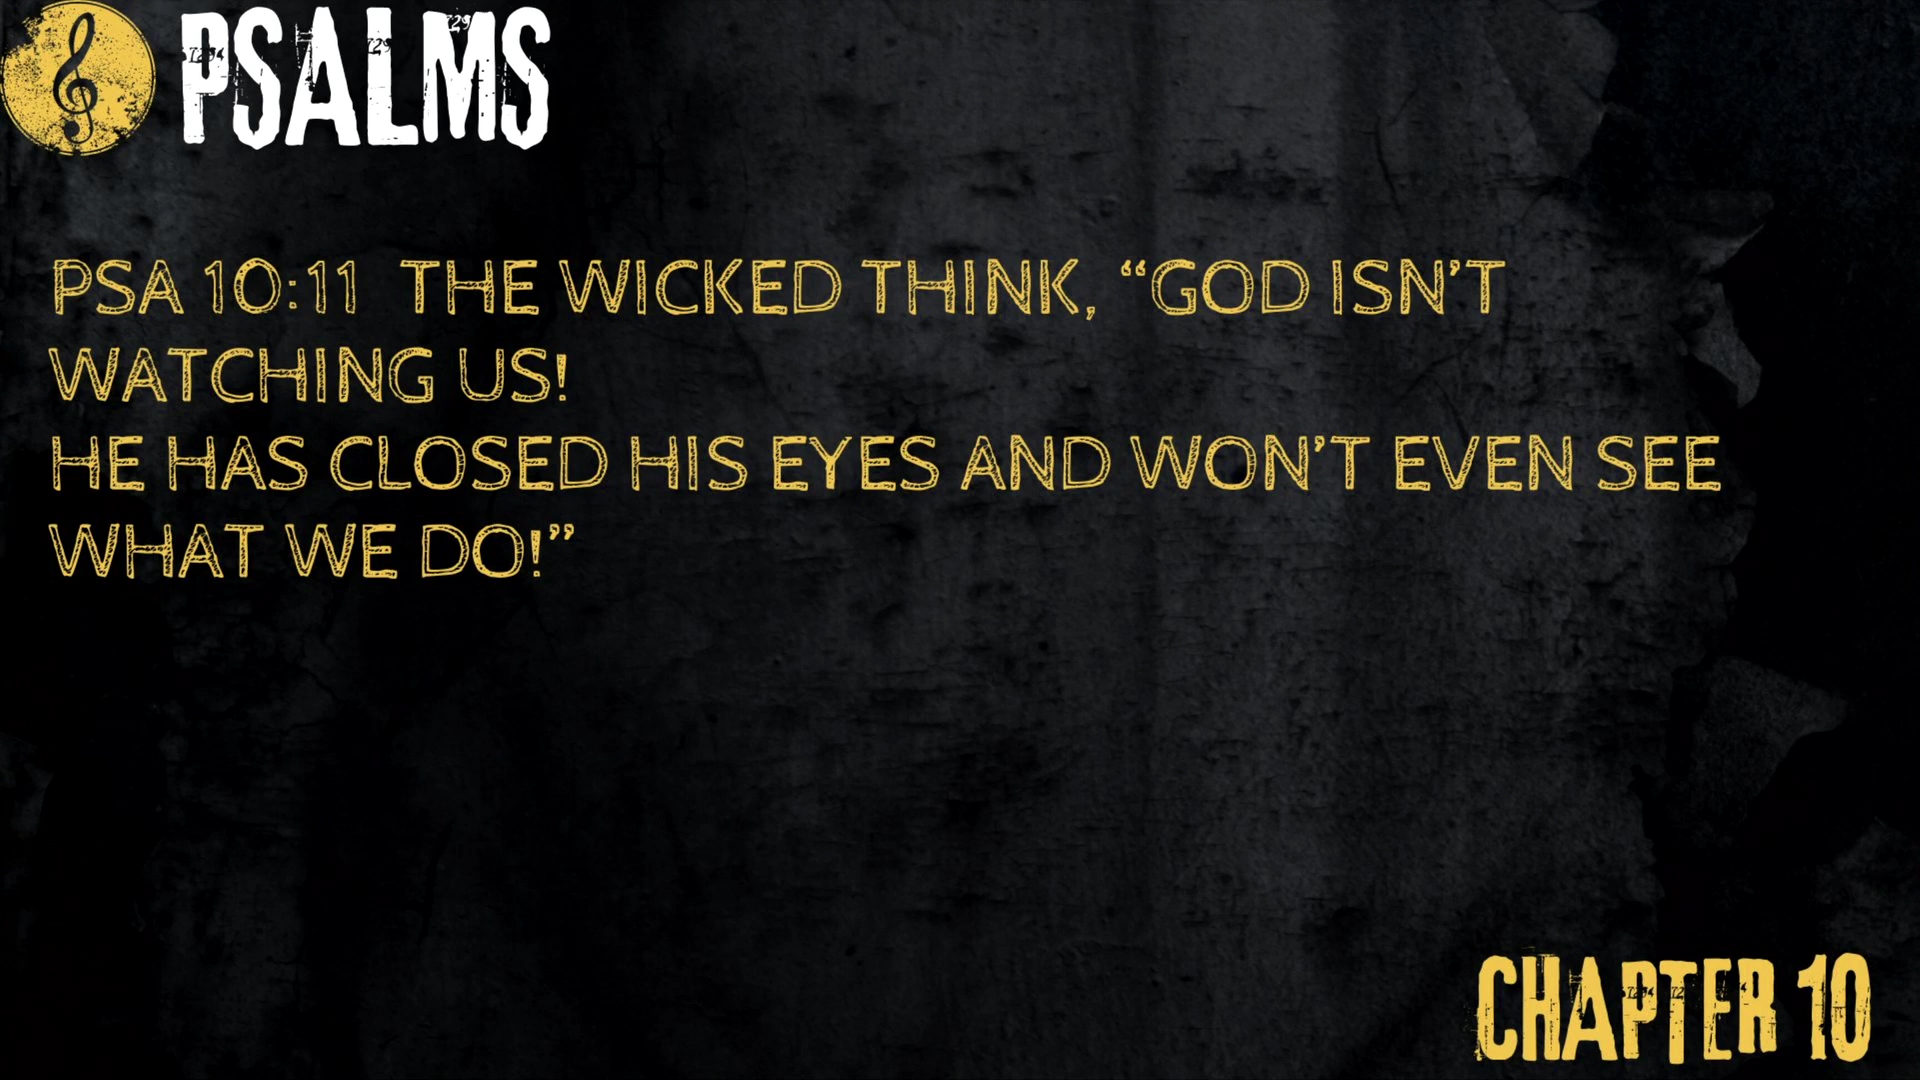 PSALMS
PSA 10:11 THE WICKED THINK, “GOD ISN’T
WATCHING US!
HE HAS CLOSED HIS EYES AND WON’T EVEN SEE
WHAT WE DO!”
CHAPTER 10